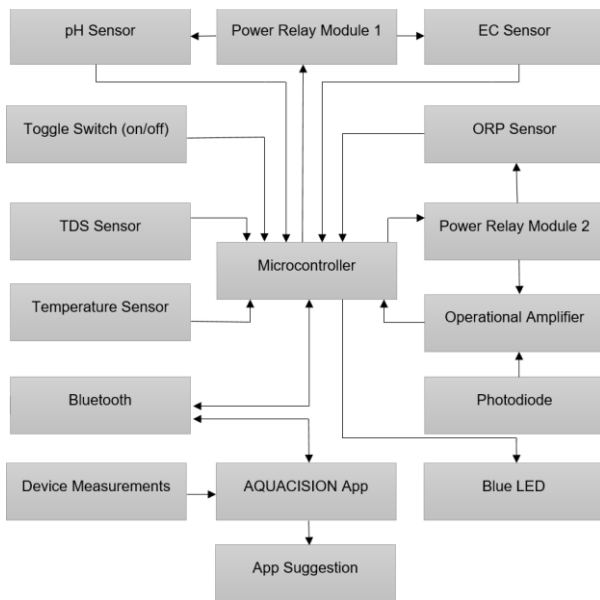 pH Sensor
Power Relay Module 1
EC Sensor
Toggle Switch (on/off)
ORP Sensor
TDS Sensor
Power Relay Module 2
Microcontroller
Temperature Sensor
Operational Amplifier
Bluetooth
Photodiode
Device Measurements
AQUACISION App
Blue LED
App Suggestion